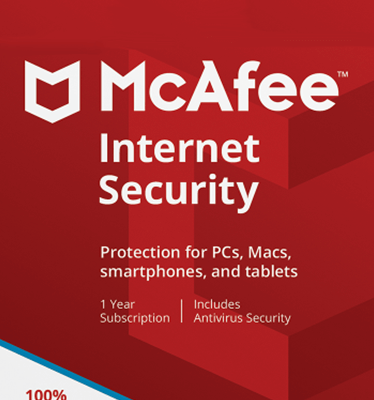 McAfee™
Internet
Security
Protection for PCs, Macs,
smartphones, and tablets
1 Year
Subscription
Includes
Antivirus Security
100%